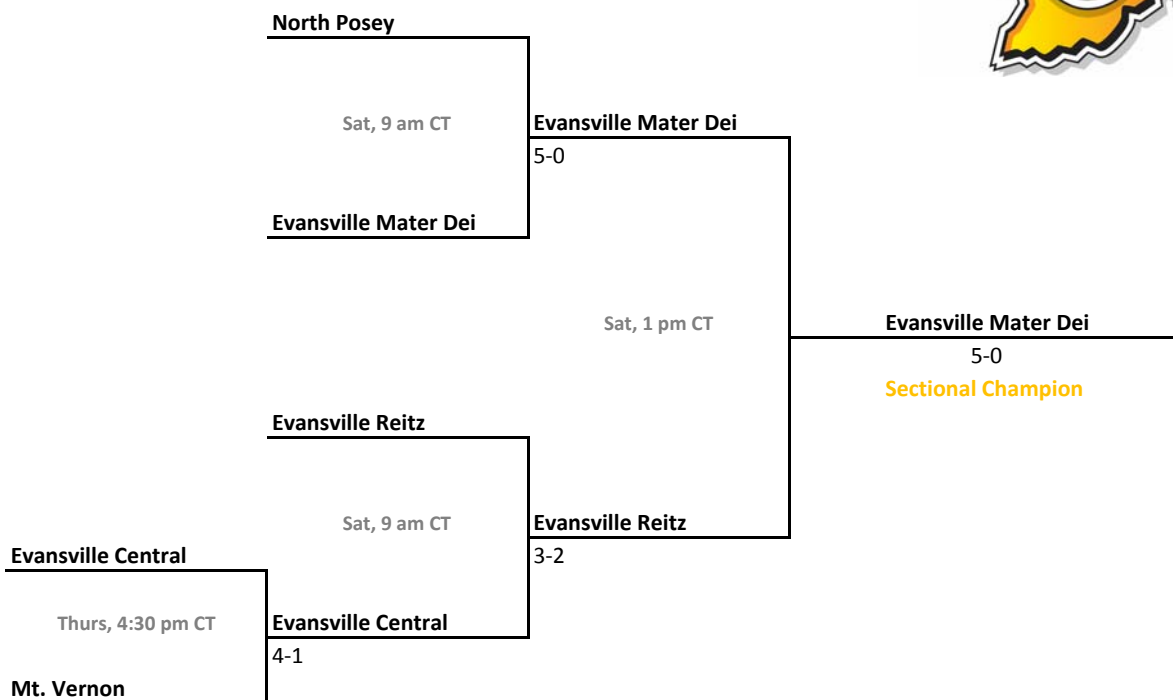 North Posey
Sat, 9 am CT
Evansville Mater Dei
5-0
Evansville Mater Dei
Sat, 1 pm CT
Evansville Mater Dei
5-0
Sectional Champion
Evansville Reitz
Sat, 9 am CT
Evansville Reitz
3-2
Evansville Central
Thurs, 4:30 pm CT
Evansville Central
4-1
Mt. Vernon